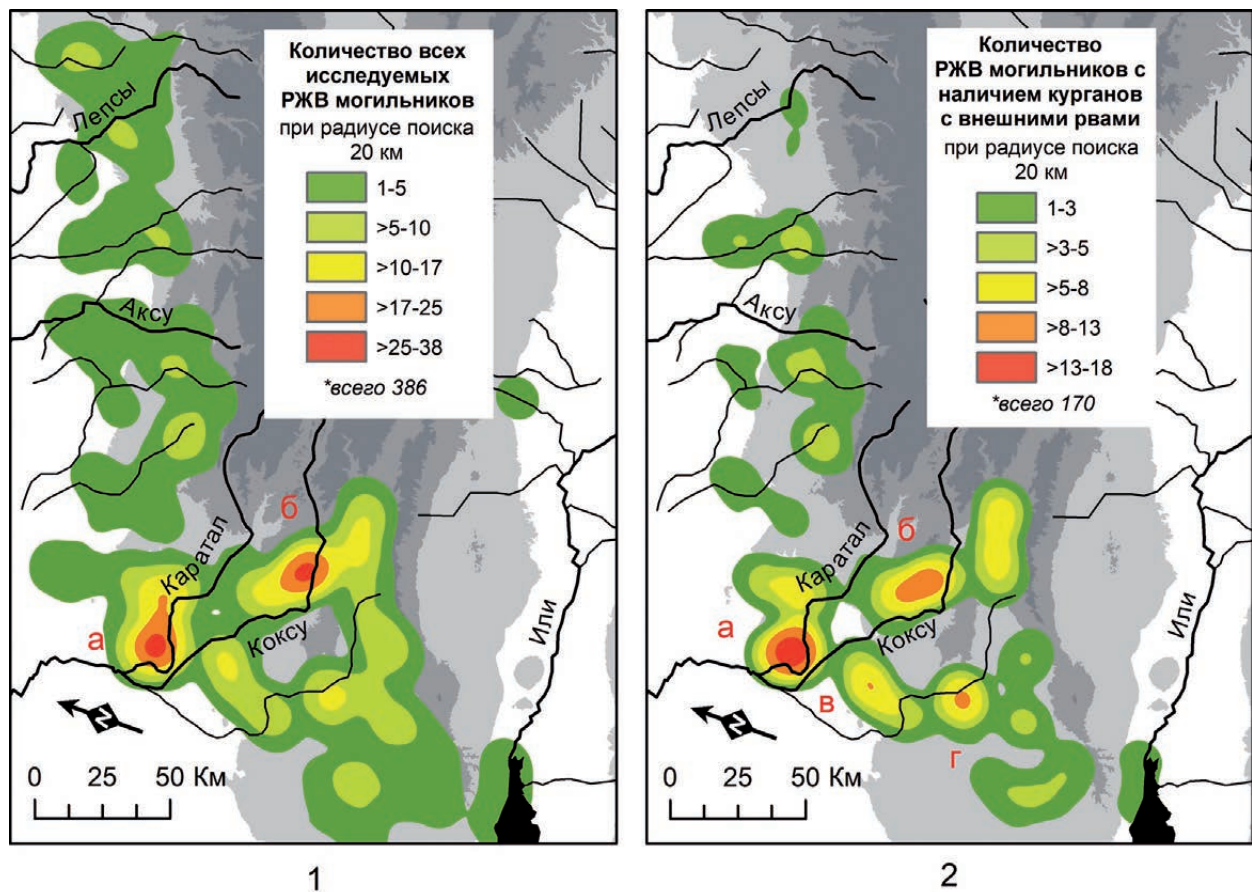 Количество всех
исследуемых
РЖВ могильников
при радиусе поиска
20 км
1-5
>5-10
>10-17
>17-25
>25-38
*всего 386
Лепсы
Аксу
б
Каратал
а
Коксу
Или
N
0 25 50 Км
1
Количество
РЖВ могильников с
наличием курганов
с внешними рвами
при радиусе поиска
20 км
1-3
>3-5
>5-8
>8-13
>13-18
*всего 170
Лепсы
Аксу
б
Каратал
а
Коксу
Или
в
г
N
0 25 50 Км
2